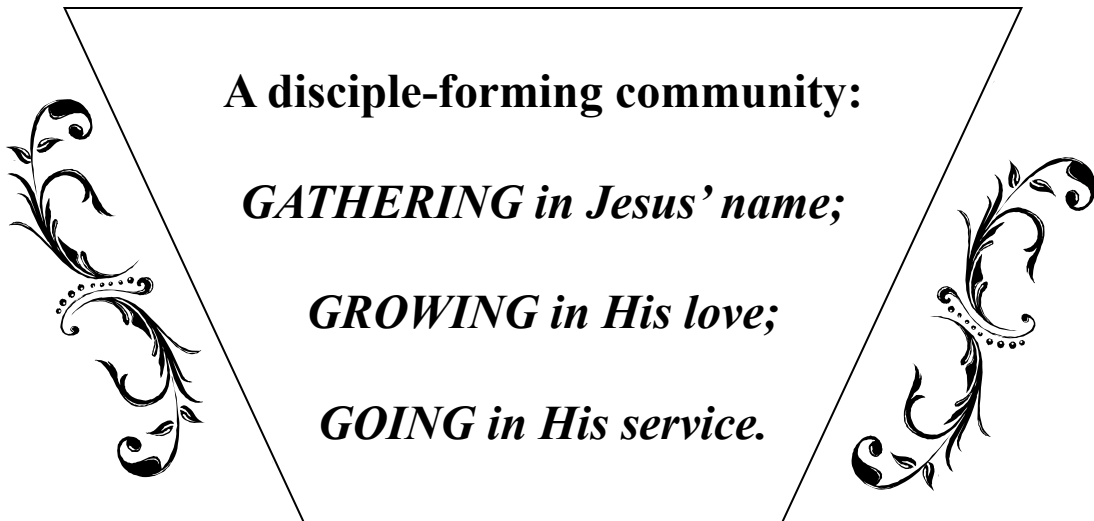 A disciple-forming community:
GATHERING in Jesus’ name;
GROWING in His love;
GOING in His service.